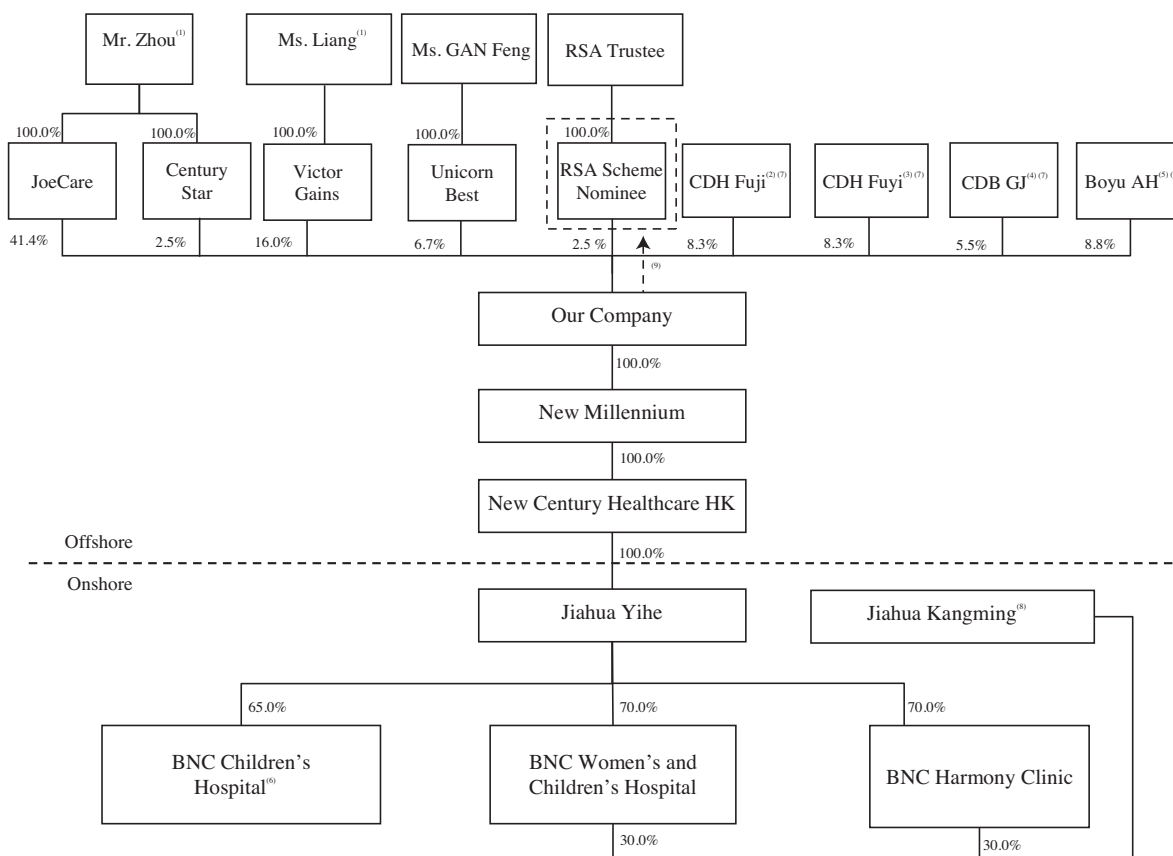 Mr. Zhou(1)
Ms. Liang(1)
Ms. GAN Feng
RSA Trustee
100.0%
100.0%
100.0%
100.0%
100.0%
JoeCare
Century
Star
Victor
Gains
Unicorn
Best
RSA Scheme
Nominee
CDH Fuji(2) (7)
CDH Fuyi(3) (7)
CDB GJ(4) (7)
Boyu AH(5) (
41.4%
2.5%
16.0%
6.7%
2.5 %
8.3%
8.3%
5.5%
8.8%
(9)
Our Company
100.0%
New Millennium
100.0%
New Century Healthcare HK
Offshore
100.0%
Onshore
Jiahua Yihe
Jiahua Kangming(8)
65.0%
70.0%
70.0%
BNC Children’s
Hospital(6)
BNC Women’s and
Children’s Hospital
BNC Harmony Clinic
30.0%
30.0%